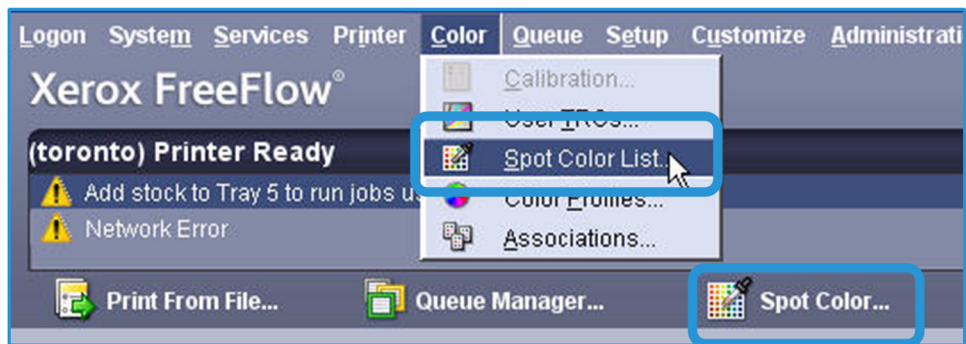 Logon System Services Printer Color Queue Setup Customize Administrati
Xerox FreeFlow®
Calibration...
User TRCs...
(toronto) Printer Ready
Spot Color List...
Add stock to Tray 5 to run jobs u
Color Profiles...
Network Error
Associations...
Print From File... Queue Manager... Spot Color...